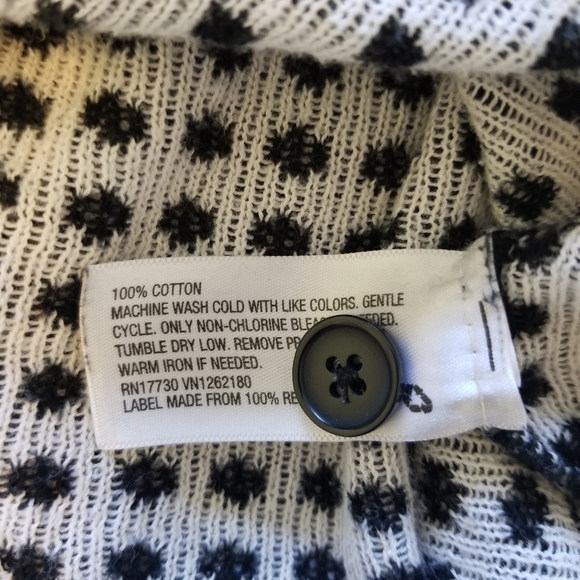 100% COTTON
MACHINE WASH COLD WITH LIKE COLORS. GENTLE
CYCLE. ONLY NON-CHLORINE
TUMBLE DRY LOW. REMOVE
WARM IRON IF NEEDED.
RN17730 VN1262180
LABEL MADE FROM 100%